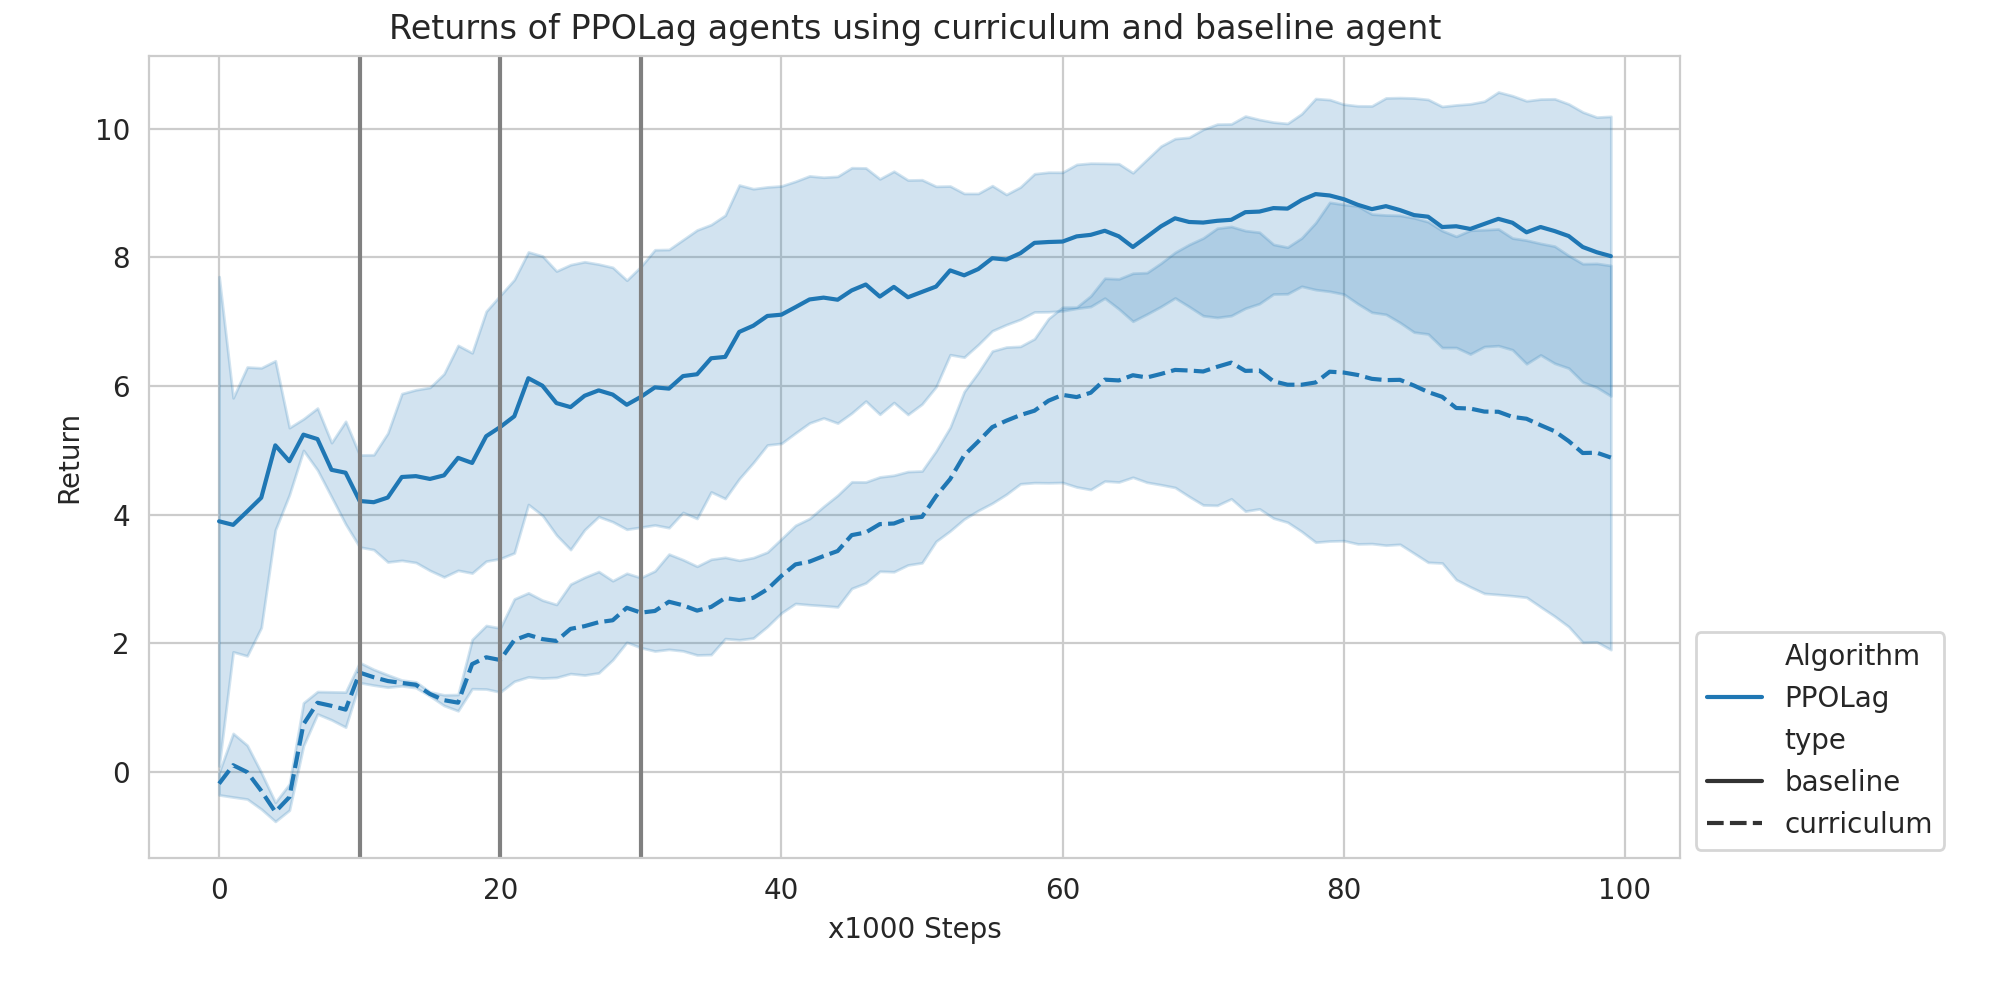 Returns of PPOLag agents using curriculum and baseline agent
10
8
6
4
2
0
Return
0 20 40 60 80 100
x1000 Steps
Algorithm
PPOLag
type
baseline
curriculum